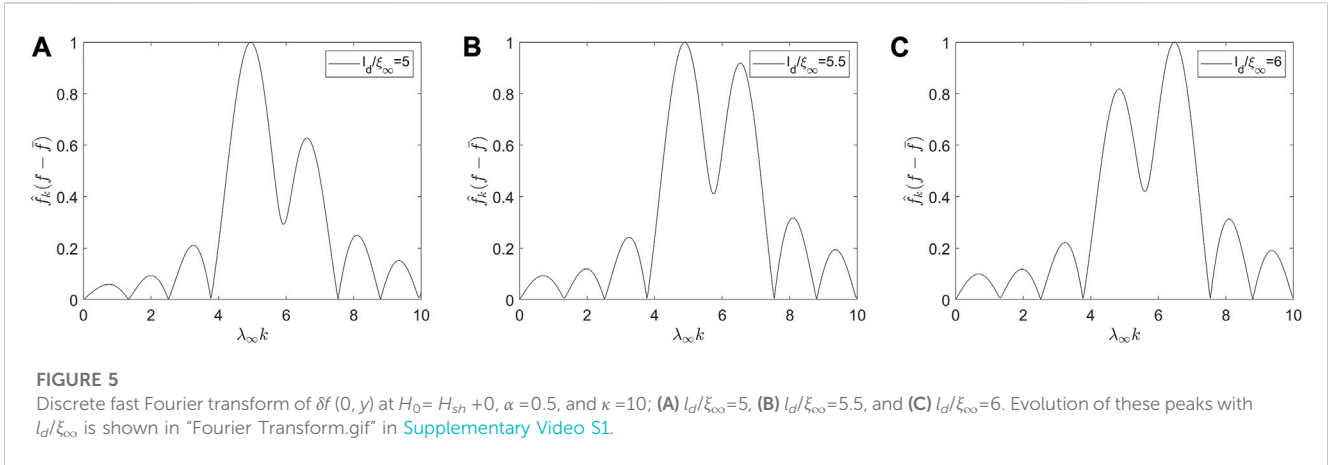 A
1
0.8
0.6
0.4
0.2
0
0 2 4 6 8 10
l_d/ξ_∞=5
f̂_k(f − f̄)
λ_∞k
B
1
0.8
0.6
0.4
0.2
0
0 2 4 6 8 10
l_d/ξ_∞=5.5
f̂_k(f − f̄)
λ_∞k
C
1
0.8
0.6
0.4
0.2
0
0 2 4 6 8 10
l_d/ξ_∞=6
f̂_k(f − f̄)
λ_∞k
FIGURE 5
Discrete fast Fourier transform of δf (0, y) at H_0= H_sh +0, α =0.5, and κ =10; (A) l_d/ξ_∞=5, (B) l_d/ξ_∞=5.5, and (C) l_d/ξ_∞=6. Evolution of these peaks with
l_d/ξ_∞ is shown in "Fourier Transform.gif" in Supplementary Video S1.